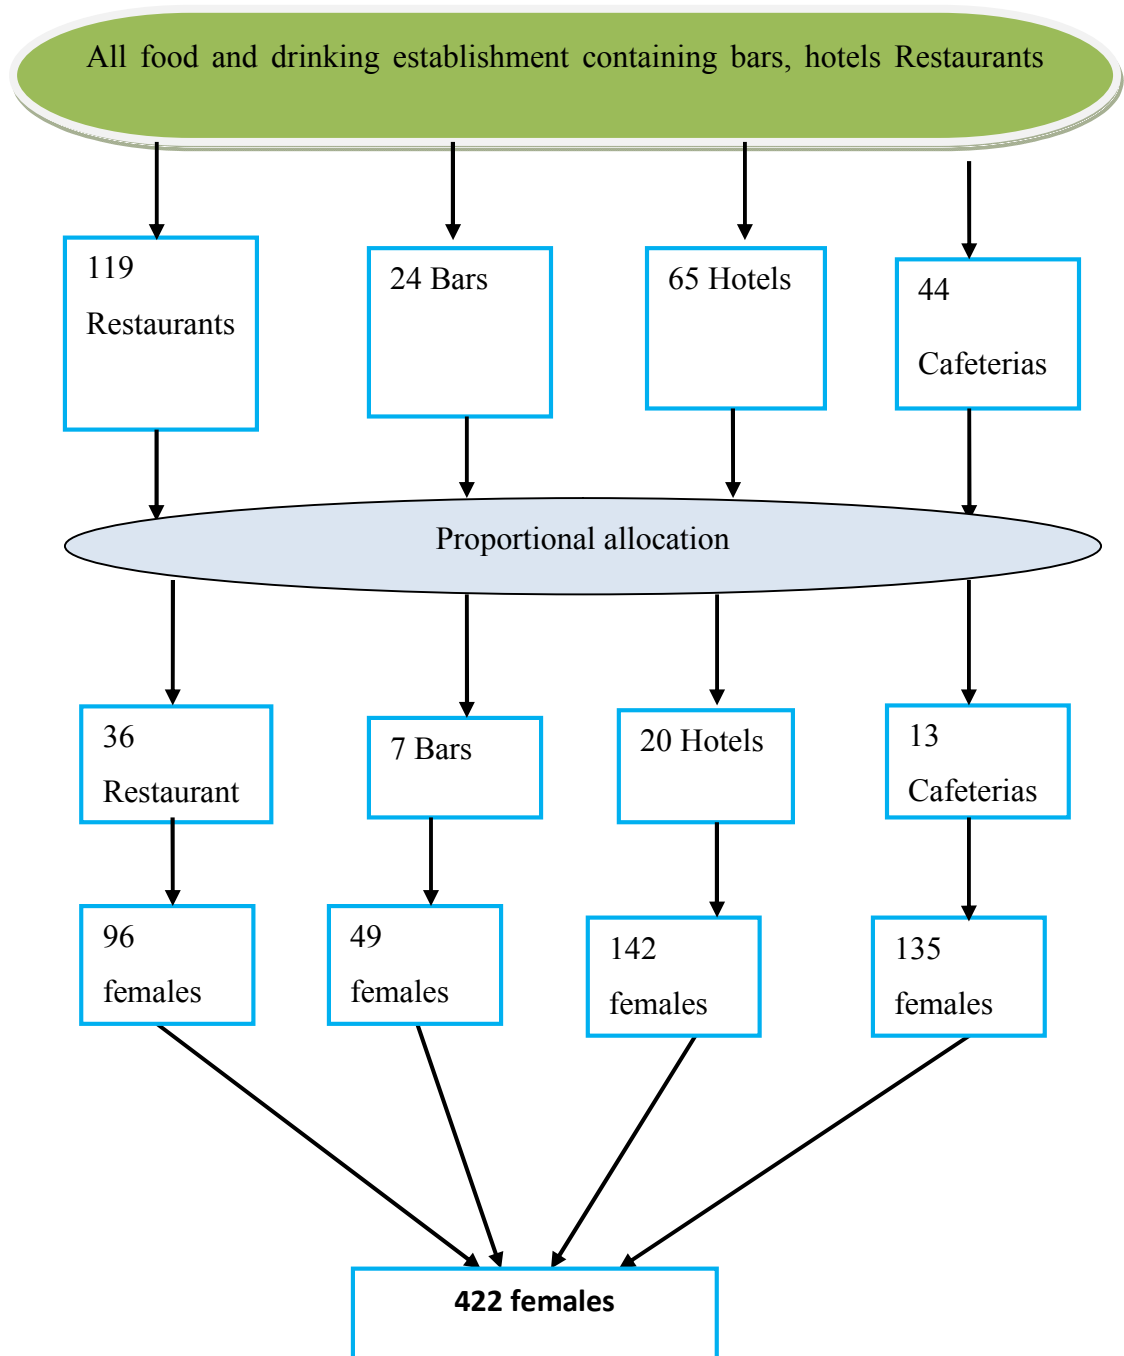 All food and drinking establishment containing bars, hotels Restaurants
119
Restaurants
24 Bars
65 Hotels
44
Cafeterias
Proportional allocation
36
Restaurant
7 Bars
20 Hotels
13
Cafeterias
96
females
49
females
142
females
135
females
422 females